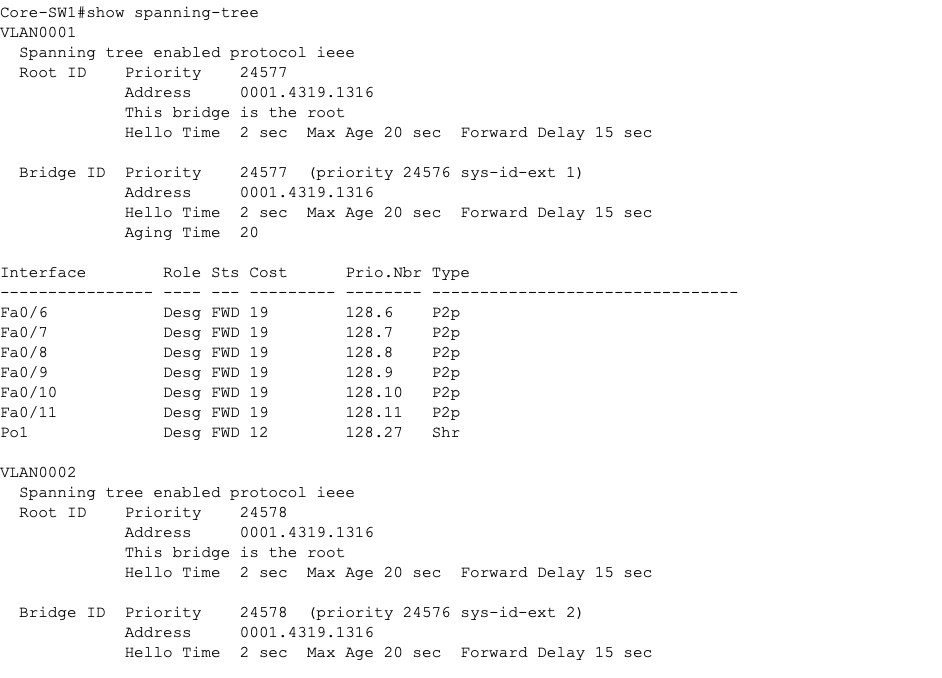 Core-SW1#show spanning-tree
VLAN0001
  Spanning tree enabled protocol ieee
  Root ID    Priority    24577
             Address     0001.4319.1316
             This bridge is the root
             Hello Time  2 sec  Max Age 20 sec  Forward Delay 15 sec

  Bridge ID  Priority    24577  (priority 24576 sys-id-ext 1)
             Address     0001.4319.1316
             Hello Time  2 sec  Max Age 20 sec  Forward Delay 15 sec
             Aging Time  20

Interface        Role Sts Cost      Prio.Nbr Type
---------------- ---- --- --------- -------- --------------------------------
Fa0/6            Desg FWD 19        128.6    P2p
Fa0/7            Desg FWD 19        128.7    P2p
Fa0/8            Desg FWD 19        128.8    P2p
Fa0/9            Desg FWD 19        128.9    P2p
Fa0/10           Desg FWD 19        128.10   P2p
Fa0/11           Desg FWD 19        128.11   P2p
Po1              Desg FWD 12        128.27   Shr

VLAN0002
  Spanning tree enabled protocol ieee
  Root ID    Priority    24578
             Address     0001.4319.1316
             This bridge is the root
             Hello Time  2 sec  Max Age 20 sec  Forward Delay 15 sec

  Bridge ID  Priority    24578  (priority 24576 sys-id-ext 2)
             Address     0001.4319.1316
             Hello Time  2 sec  Max Age 20 sec  Forward Delay 15 sec